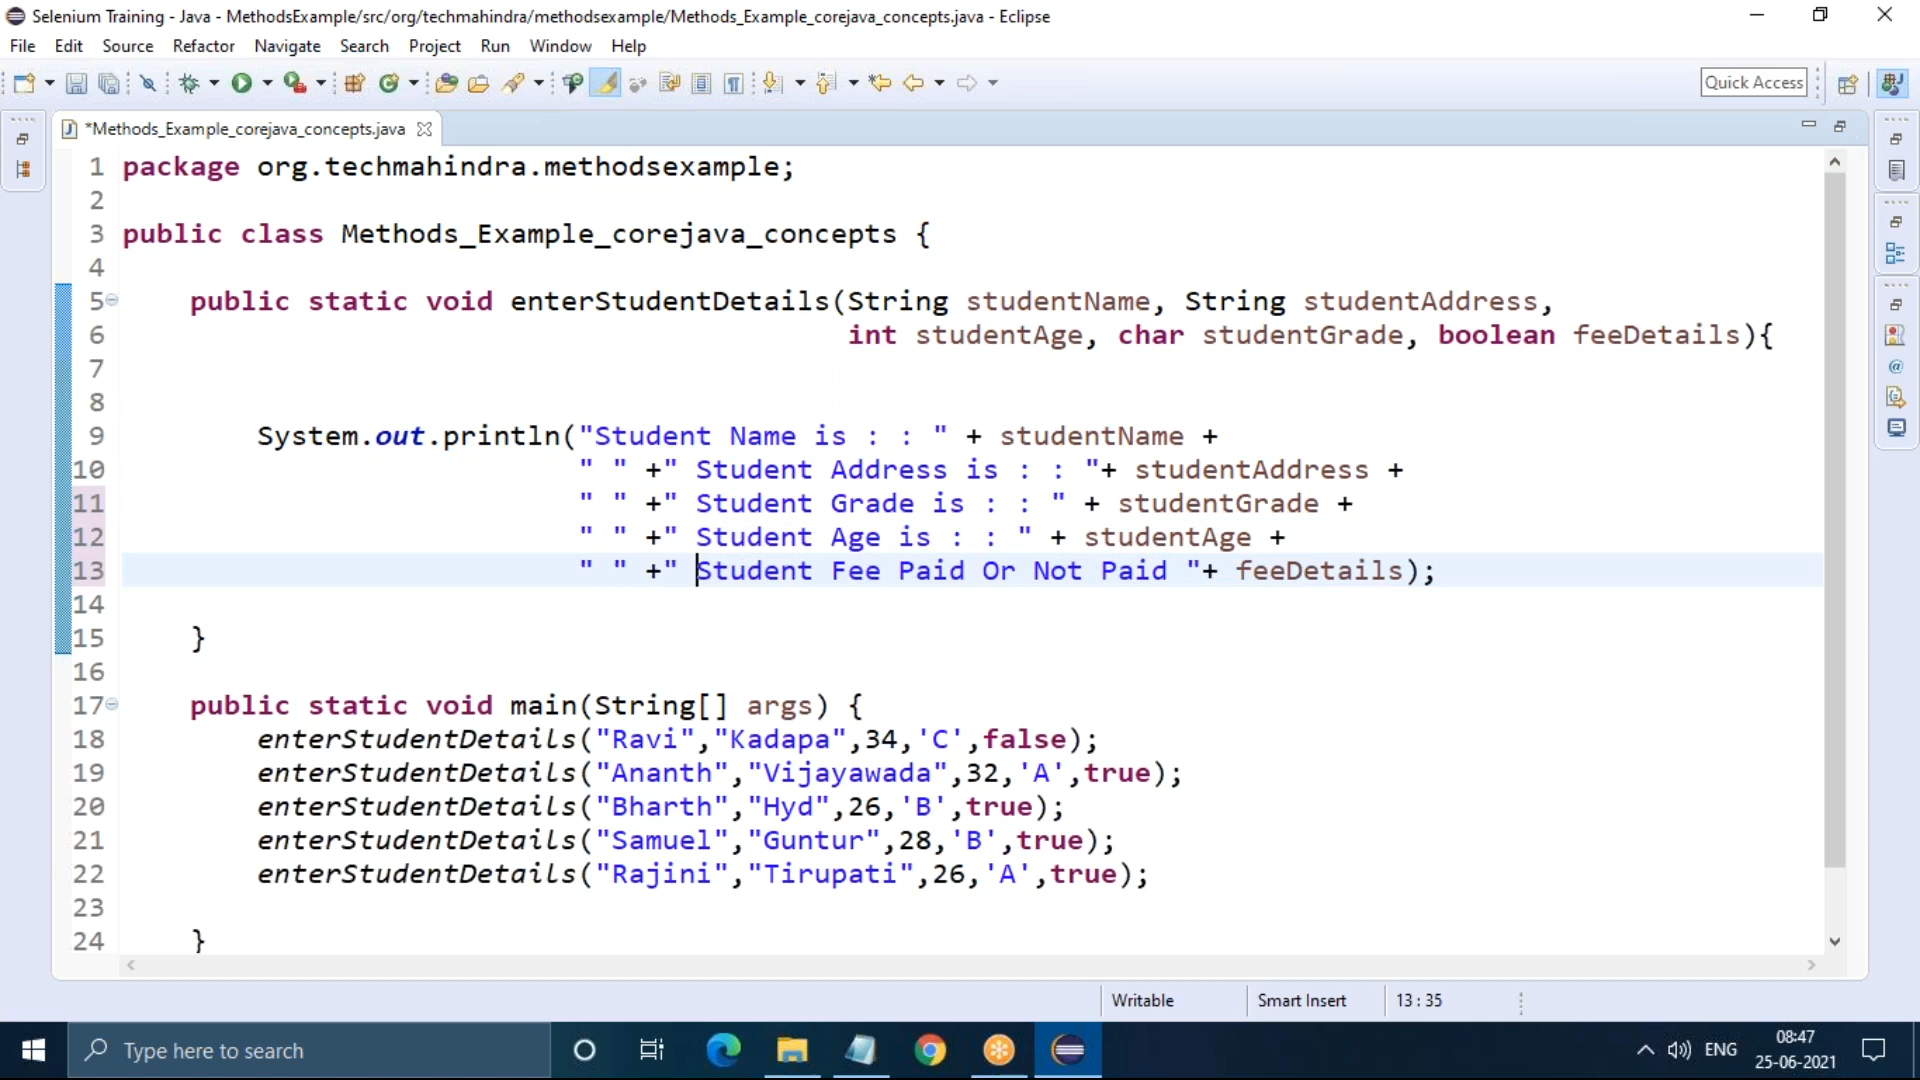 Selenium Training - Java - MethodsExample/src/org/techmahindra/methodsexample/Methods_Example_corejava_concepts.java - Eclipse
File Edit Source Refactor Navigate Search Project Run Window Help
Quick Access
*Methods_Example_corejava_concepts.java
1 package org.techmahindra.methodsexample;
2
3 public class Methods_Example_corejava_concepts {
4
5 public static void enterStudentDetails(String studentName, String studentAddress,
6 int studentAge, char studentGrade, boolean feeDetails){
7
8
9 System.out.println("Student Name is : : " + studentName +
10 " " +" Student Address is : : "+ studentAddress +
11 " " +" Student Grade is : : " + studentGrade +
12 " " +" Student Age is : : " + studentAge +
13 " " +" Student Fee Paid Or Not Paid "+ feeDetails);
14
15 }
16
17 public static void main(String[] args) {
18 enterStudentDetails("Ravi","Kadapa",34,'C',false);
19 enterStudentDetails("Ananth","Vijayawada",32,'A',true);
20 enterStudentDetails("Bharth","Hyd",26,'B',true);
21 enterStudentDetails("Samuel","Guntur",28,'B',true);
22 enterStudentDetails("Rajini","Tirupati",26,'A',true);
23
24 }
Writable Smart Insert 13 : 35
Type here to search
ENG
08:47
25-06-2021